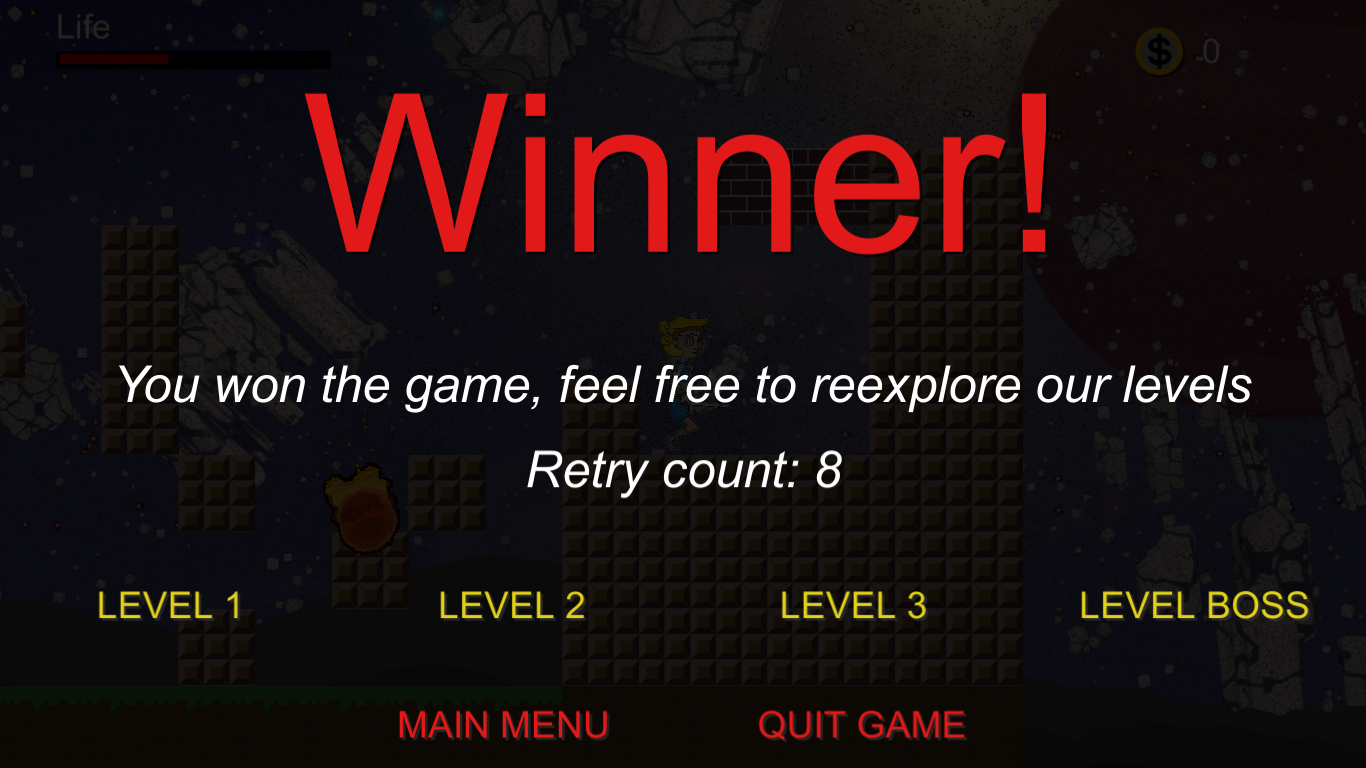 Life
$ 0
Winner!
You won the game, feel free to reexplore our levels
Retry count: 8
LEVEL 1 LEVEL 2 LEVEL 3 LEVEL BOSS
MAIN MENU QUIT GAME